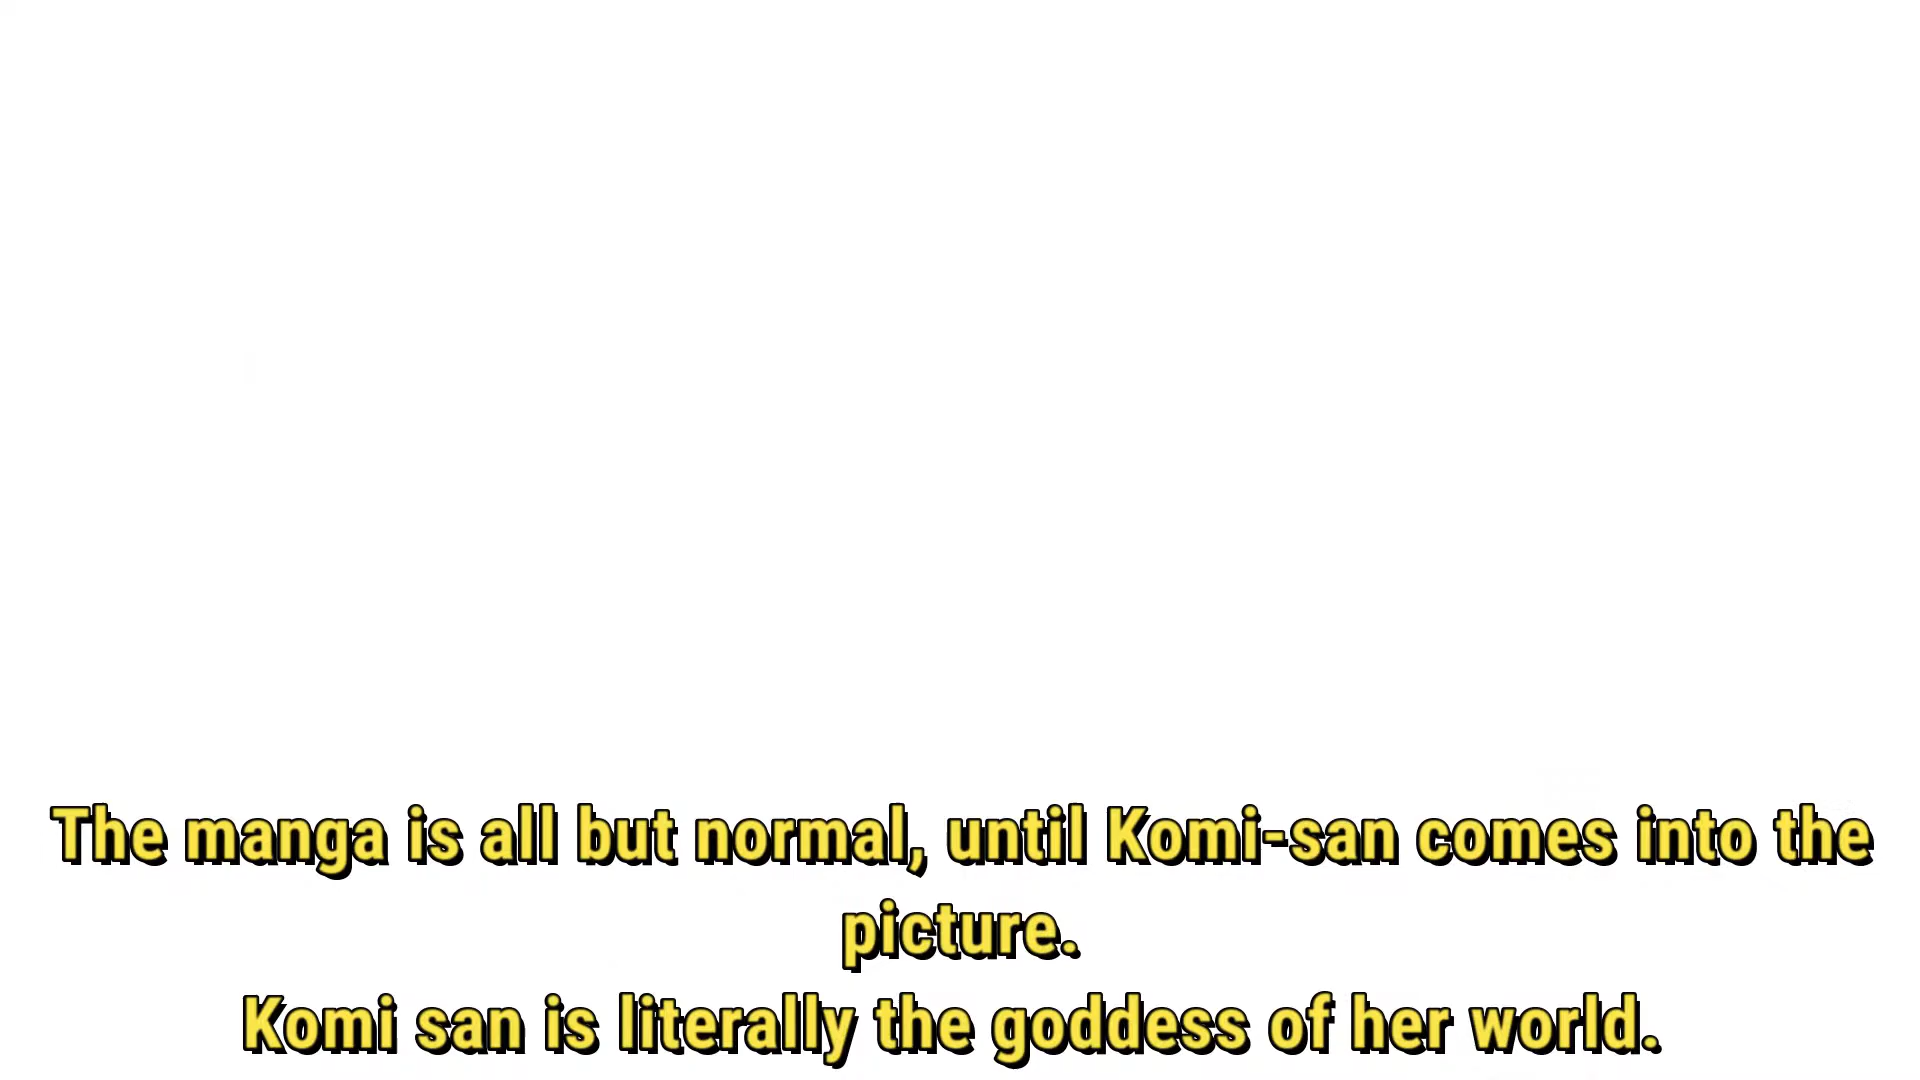 The manga is all but normal, until Komi-san comes into the
picture.
Komi san is literally the goddess of her world.